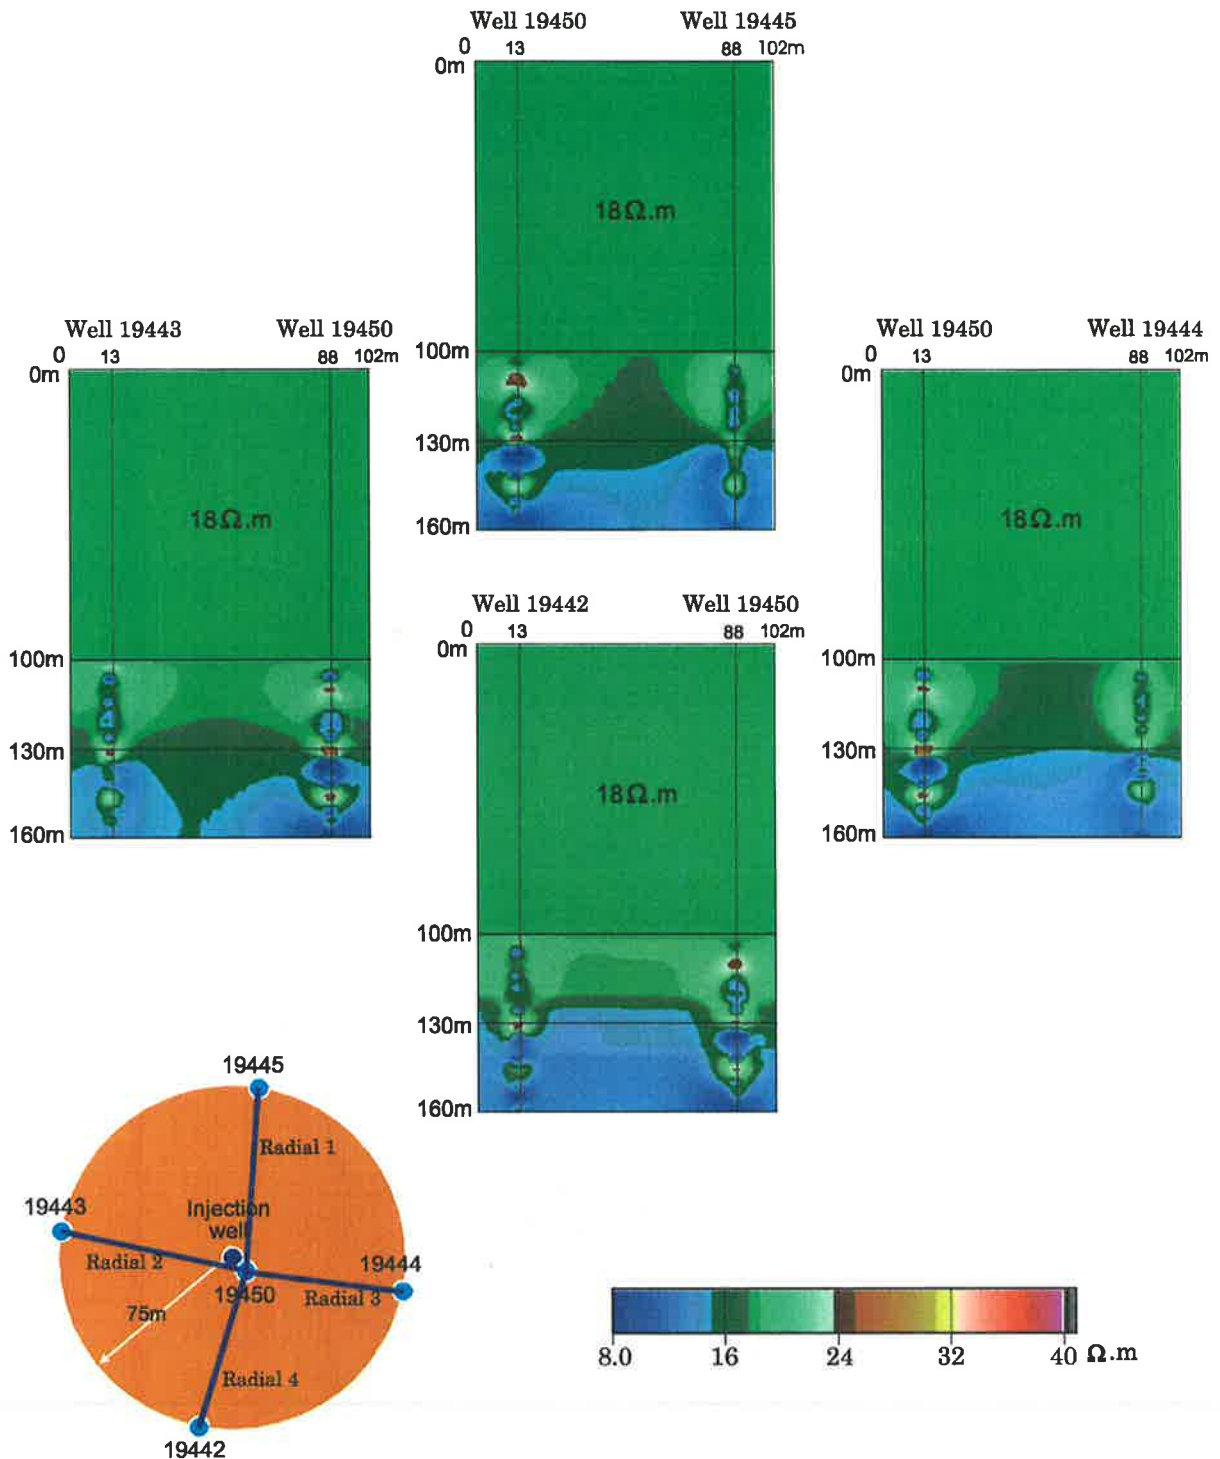 Well 19450 Well 19445
0 13 88 102m
0m
18Ω.m
100m
130m
160m
Well 19443 Well 19450
0 13 88 102m
0m
18Ω.m
100m
130m
160m
Well 19450 Well 19444
0 13 88 102m
0m
18Ω.m
100m
130m
160m
Well 19442 Well 19450
0 13 88 102m
0m
18Ω.m
100m
130m
160m
19445
Radial 1
19443
Injection
well
Radial 2
19444
19450
Radial 3
75m
Radial 4
19442
8.0 16 24 32 40 Ω.m